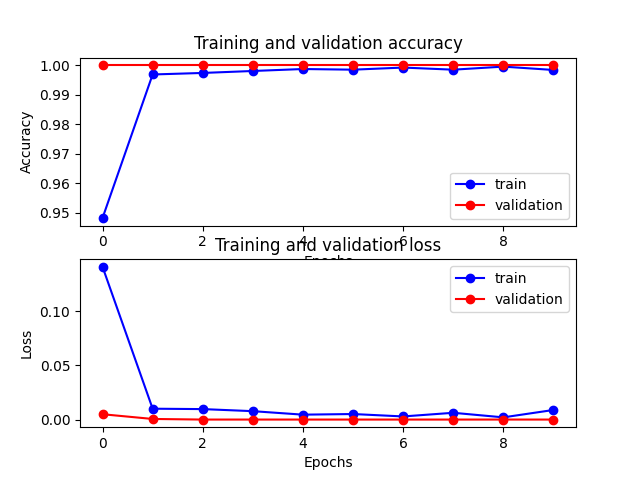 Training and validation accuracy
1.00
0.99
0.98
0.97
0.96
0.95
Accuracy
train
validation
0 2 4 6 8
Epochs
Training and validation loss
0.10
0.05
0.00
Loss
train
validation
0 2 4 6 8
Epochs